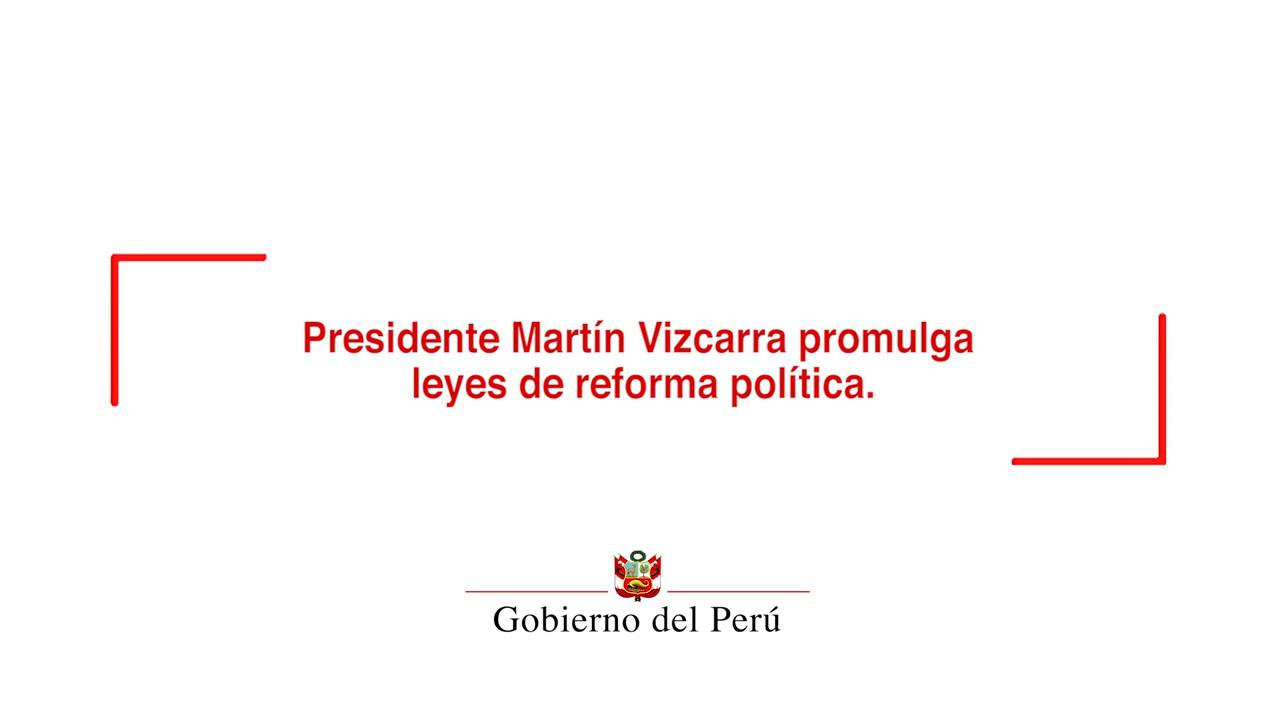 Presidente Martín Vizcarra promulga
leyes de reforma política.
Gobierno del Perú